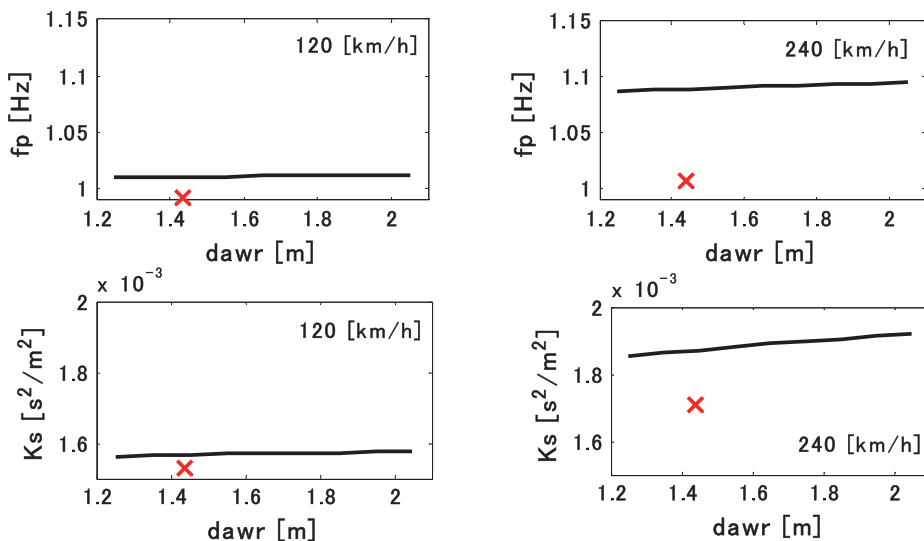 1.15
120 [km/h]
1.1
1.05
1
fp [Hz]
1.2 1.4 1.6 1.8 2
dawr [m]
1.15
240 [km/h]
1.1
1.05
1
fp [Hz]
1.2 1.4 1.6 1.8 2
dawr [m]
x 10⁻³
2
120 [km/h]
1.8
1.6
Ks [s²/m²]
1.2 1.4 1.6 1.8 2
dawr [m]
x 10⁻³
2
1.8
1.6
240 [km/h]
Ks [s²/m²]
1.2 1.4 1.6 1.8 2
dawr [m]